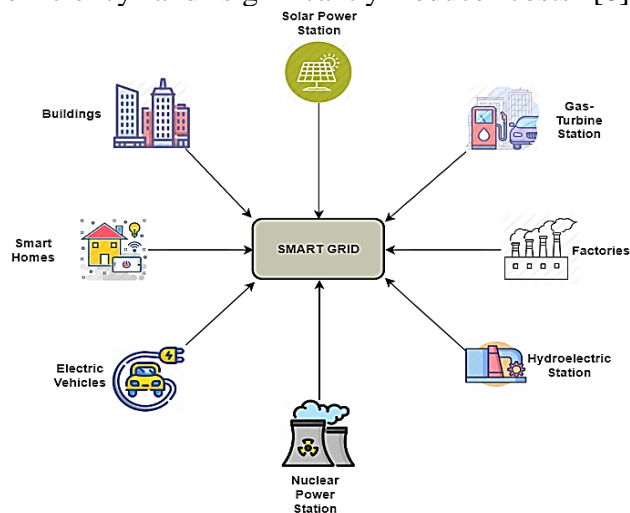 Solar Power
Station
Buildings
Gas-
Turbine
Station
Smart
Homes
SMART GRID
Factories
Electric
Vehicles
Hydroelectric
Station
Nuclear
Power
Station